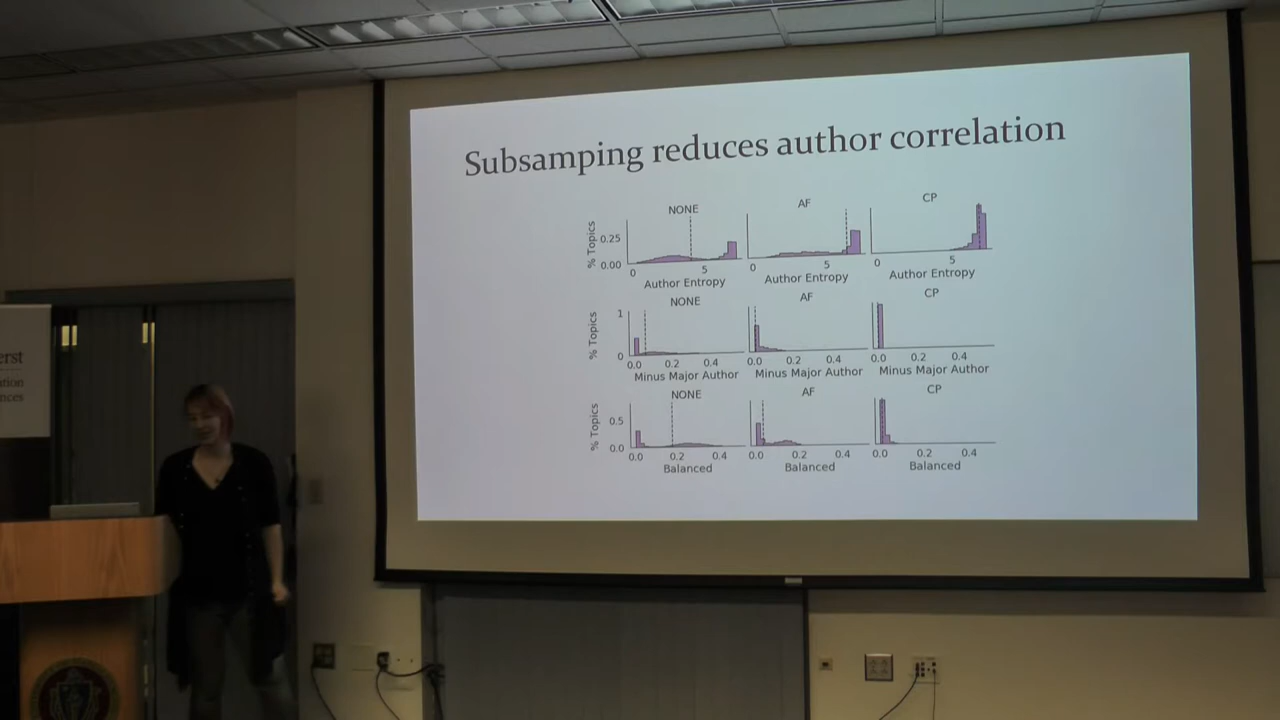 Subsamping reduces author correlation
NONE
AF
CP
% Topics
0.25
0.00
0
5
0
5
0
5
Author Entropy
Author Entropy
Author Entropy
NONE
AF
CP
% Topics
1
0
0.0 0.2 0.4
0.0 0.2 0.4
0.0 0.2 0.4
Minus Major Author
Minus Major Author
Minus Major Author
NONE
AF
CP
% Topics
0.5
0.0
0.0 0.2 0.4
0.0 0.2 0.4
0.0 0.2 0.4
Balanced
Balanced
Balanced
erst
tion
nces